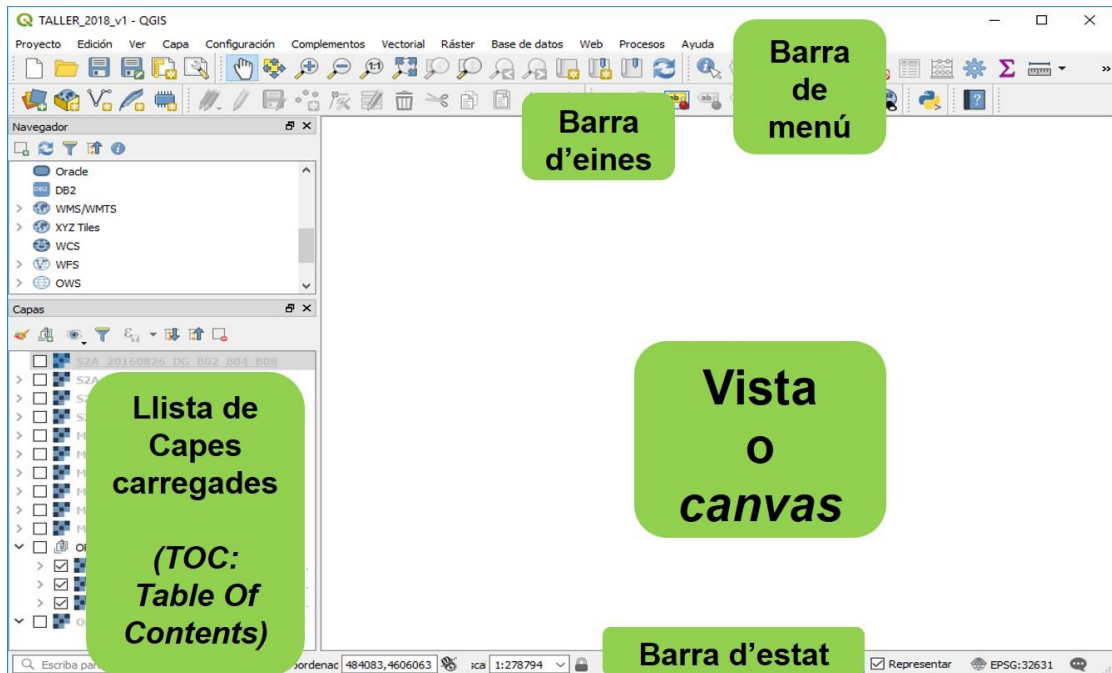 TALLER_2018_v1 - QGIS
Proyecto Edición Ver Capa Configuración Complementos Vectorial Ráster Base de datos Web Procesos Ayuda
Barra
de
menú
Barra
d'eines
Navegador
Oracle
DB2
WMS/WMTS
XYZ Tiles
WCS
WFS
OWS
Capas
S2A_20160826_DG_B02_B04_B08
S2A
Llista de
Capes
carregades
(TOC:
Table Of
Contents)
Vista
o
canvas
Escriba
484083,4606063
1:278794
Barra d'estat
Representar
EPSG:32631